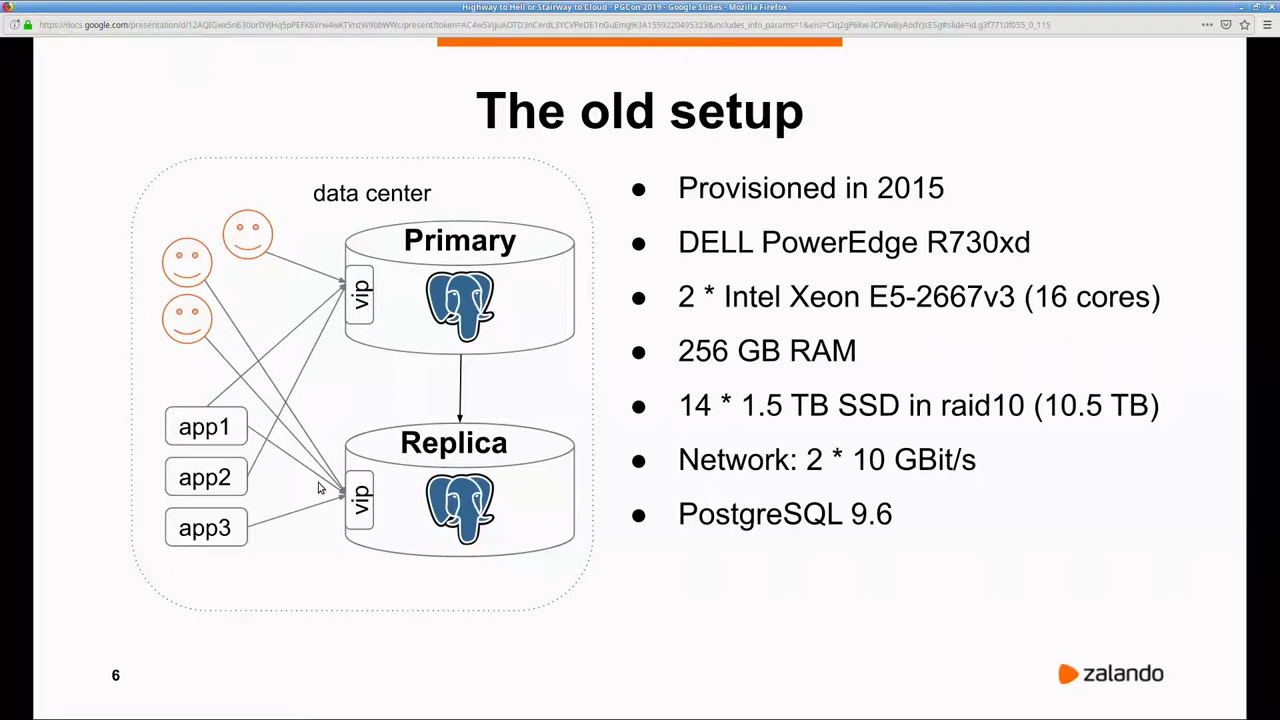 Highway to Hell or Stairway to Cloud - PGCon 2019 - Google Slides - Mozilla Firefox
The old setup
data center
Primary
vip
Replica
vip
app1
app2
app3
● Provisioned in 2015
● DELL PowerEdge R730xd
● 2 * Intel Xeon E5-2667v3 (16 cores)
● 256 GB RAM
● 14 * 1.5 TB SSD in raid10 (10.5 TB)
● Network: 2 * 10 GBit/s
● PostgreSQL 9.6
6
zalando